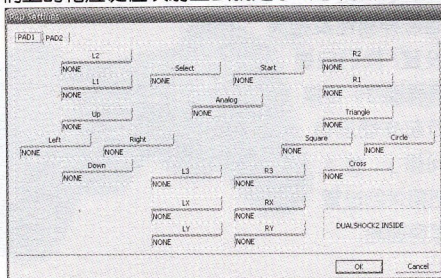 Pad settings
PAD1 PAD2
L2
NONE
L1
NONE
Up
NONE
Left
NONE
Right
NONE
Down
NONE
Select
NONE
Start
NONE
Analog
NONE
R2
NONE
R1
NONE
Triangle
NONE
Square
NONE
Circle
NONE
Cross
NONE
L3
NONE
R3
NONE
LX
NONE
RX
NONE
LY
NONE
RY
NONE
DUALSHOCK2 INSIDE
OK Cancel